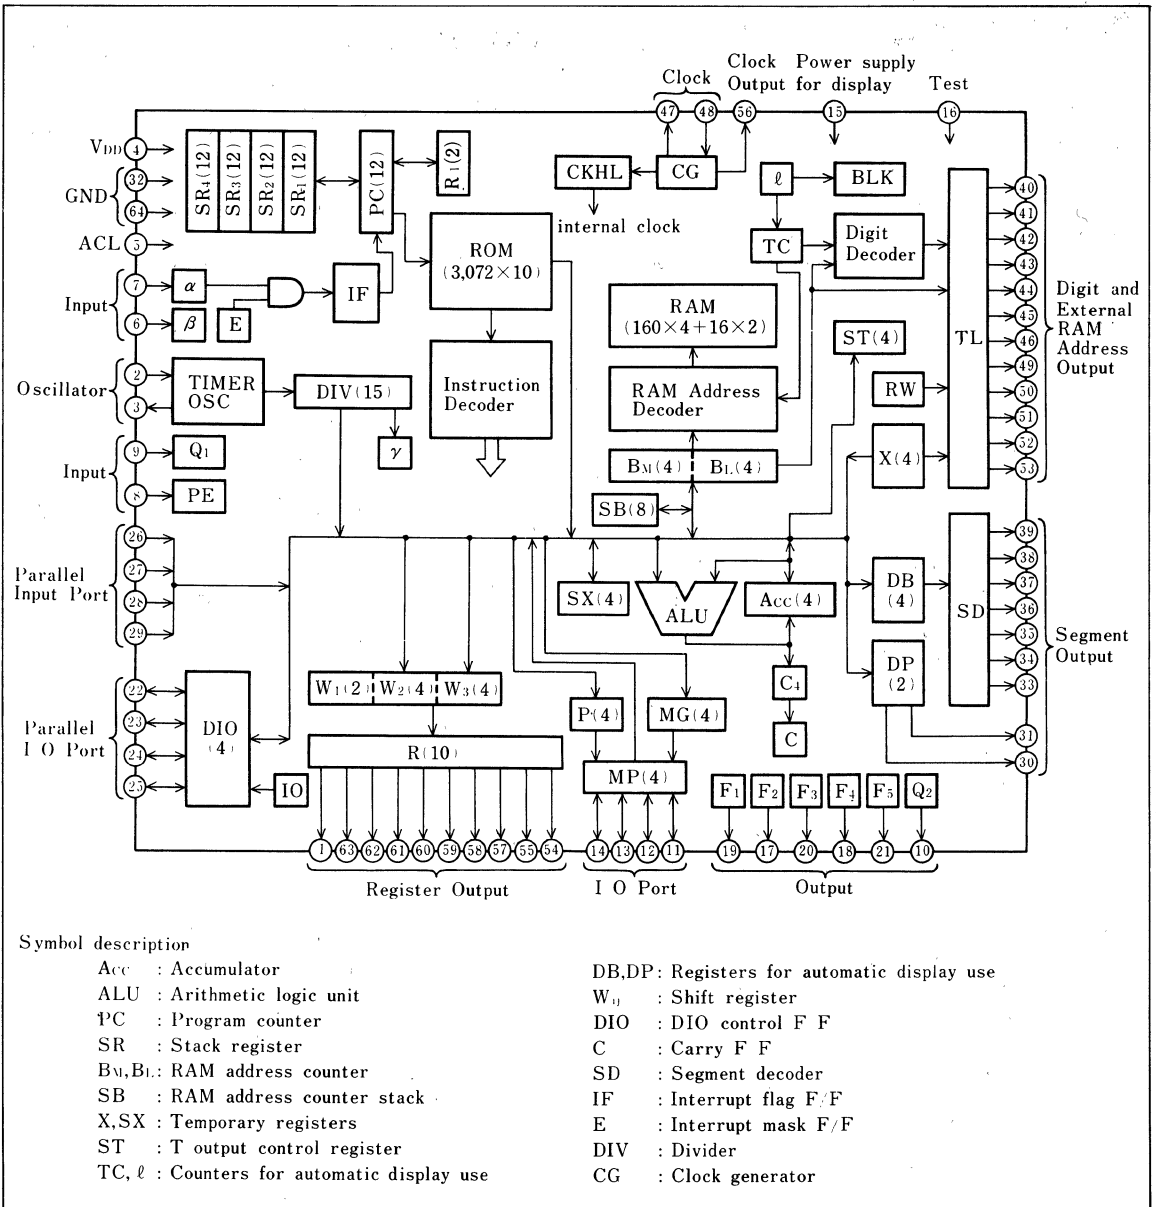 Clock
Clock Output
Power supply for display
Test
47
48
56
15
16
VDD
4
GND
32
64
ACL
5
Input
7
6
Oscillator
2
3
Input
9
8
Parallel Input Port
26
27
28
29
Parallel I O Port
22
23
24
25
SR4(12)
SR3(12)
SR2(12)
SR1(12)
PC(12)
R1(2)
CKHL
CG
internal clock
ℓ
BLK
TC
Digit Decoder
α
β
E
IF
ROM
(3,072×10)
RAM
(160×4+16×2)
ST(4)
TL
TIMER OSC
DIV(15)
γ
Instruction Decoder
RAM Address Decoder
RW
Q1
PE
BM(4)
BL(4)
X(4)
SB(8)
SX(4)
ALU
Acc(4)
DB (4)
SD
DP (2)
C4
C
W1(2)
W2(4)
W3(4)
P(4)
MG(4)
DIO (4)
IO
R(10)
MP(4)
F1
F2
F3
F4
F5
Q2
40
41
42
43
44
45
46
49
50
51
52
53
Digit and External RAM Address Output
39
38
37
36
35
34
33
31
30
Segment Output
1
63
62
61
60
59
58
57
55
54
Register Output
14
13
12
11
I O Port
19
17
20
18
21
10
Output
Symbol description
Acc : Accumulator
ALU : Arithmetic logic unit
PC : Program counter
SR : Stack register
BM,BL : RAM address counter
SB : RAM address counter stack
X,SX : Temporary registers
ST : T output control register
TC, ℓ : Counters for automatic display use
DB,DP : Registers for automatic display use
Wij : Shift register
DIO : DIO control F F
C : Carry F F
SD : Segment decoder
IF : Interrupt flag F/F
E : Interrupt mask F/F
DIV : Divider
CG : Clock generator